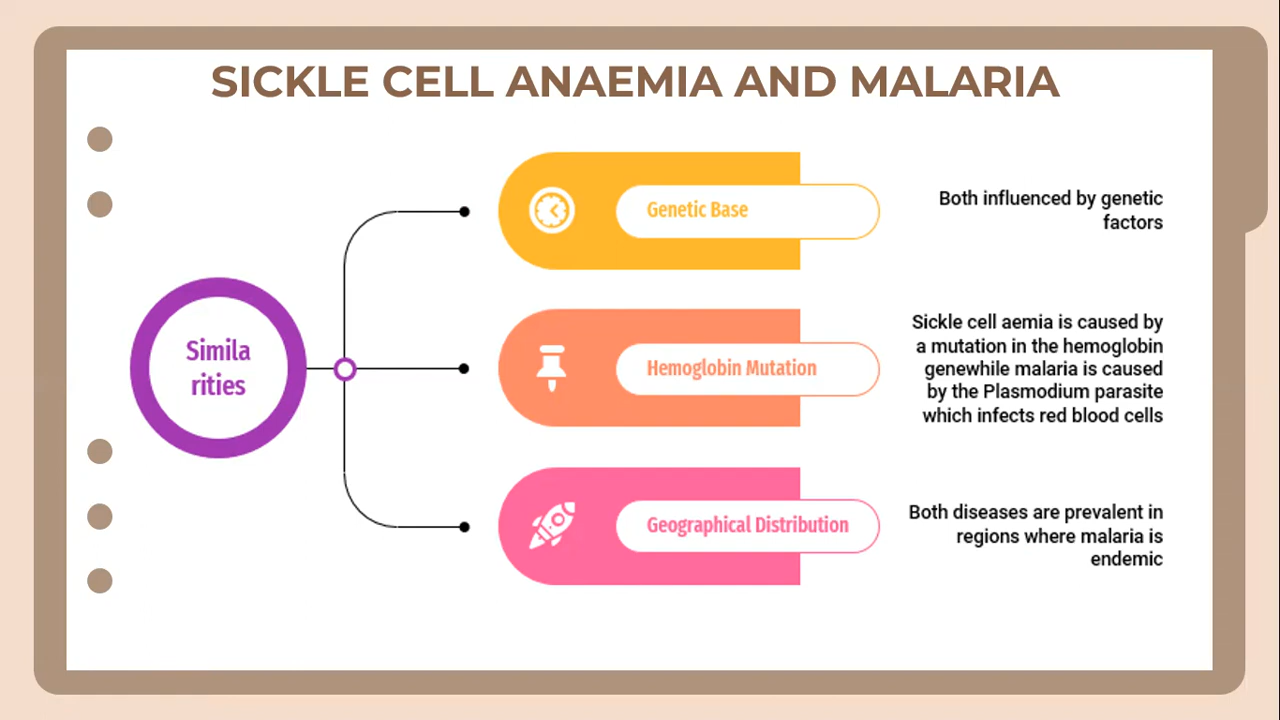 SICKLE CELL ANAEMIA AND MALARIA
Simila
rities
Genetic Base
Both influenced by genetic
factors
Hemoglobin Mutation
Sickle cell aemia is caused by
a mutation in the hemoglobin
genewhile malaria is caused
by the Plasmodium parasite
which infects red blood cells
Geographical Distribution
Both diseases are prevalent in
regions where malaria is
endemic